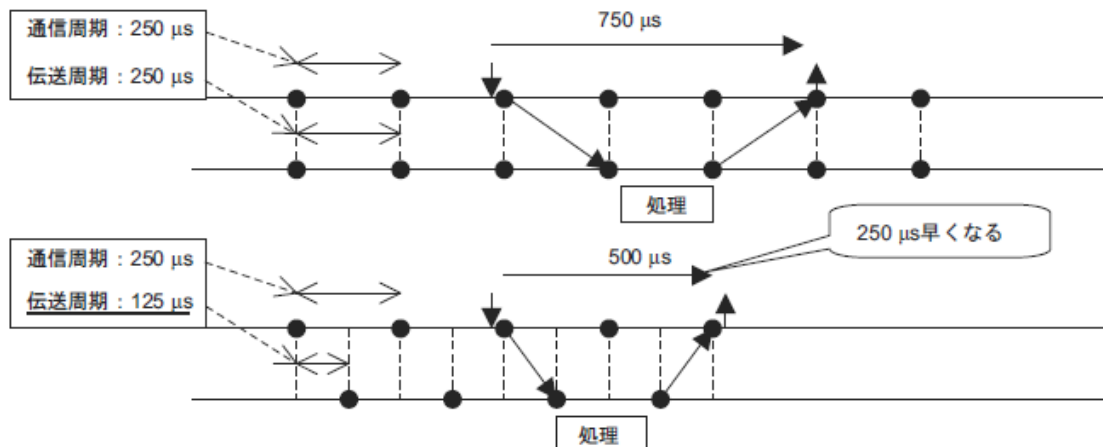 通信周期：250 μs
伝送周期：250 μs
750 μs
処理
通信周期：250 μs
伝送周期：125 μs
500 μs
250 μs早くなる
処理